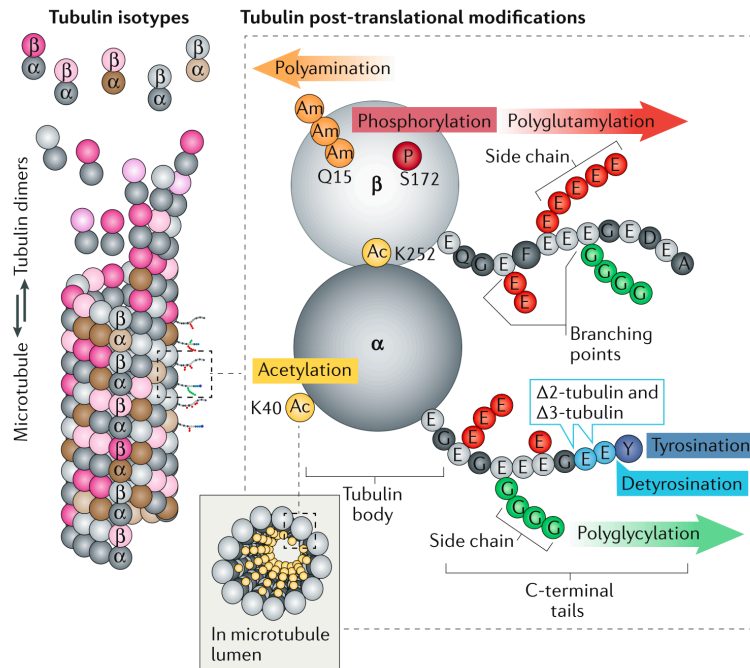 Tubulin isotypes
Tubulin post-translational modifications
β
α
β
α
β
α
β
α
β
α
Tubulin dimers
Microtubule
β
α
β
α
β
α
β
α
β
α
Polyamination
Am
Am
Am
Q15
Phosphorylation
P
S172
β
Polyglutamylation
Side chain
E E E E E
E Q G E F E E E G E D E A
E E
G G G G
Branching points
Ac
K252
α
Acetylation
K40
Ac
Δ2-tubulin and
Δ3-tubulin
E E E
E
E G E G E E E G E E Y
Tyrosination
Detyrosination
G G G G
Side chain
Polyglycylation
Tubulin
body
C-terminal
tails
In microtubule
lumen